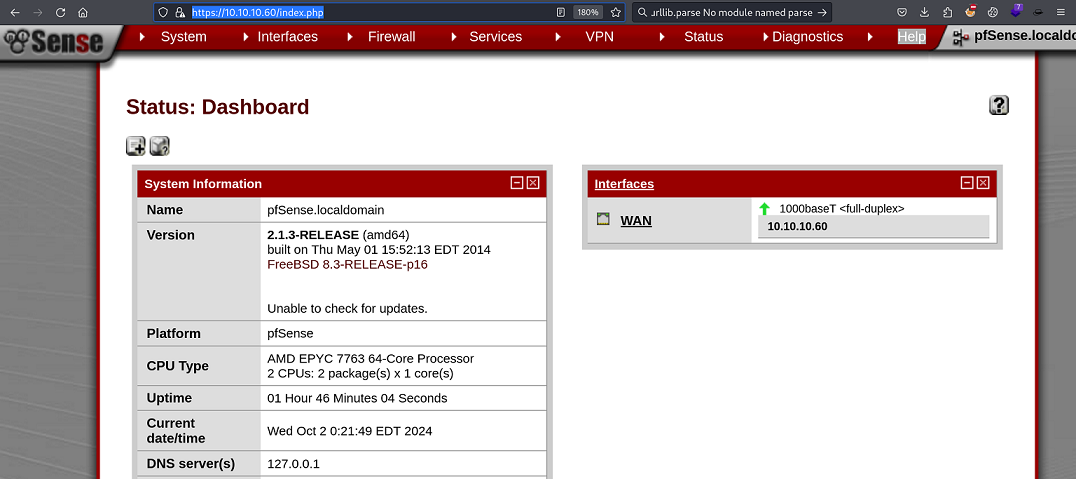 https://10.10.10.60/index.php
180%
urllib.parse No module named parse
7
Sense
System
Interfaces
Firewall
Services
VPN
Status
Diagnostics
Help
pfSense.localdo
Status: Dashboard
?
System Information
Name pfSense.localdomain
Version 2.1.3-RELEASE (amd64)
built on Thu May 01 15:52:13 EDT 2014
FreeBSD 8.3-RELEASE-p16
Unable to check for updates.
Platform pfSense
CPU Type AMD EPYC 7763 64-Core Processor
2 CPUs: 2 package(s) x 1 core(s)
Uptime 01 Hour 46 Minutes 04 Seconds
Current
date/time Wed Oct 2 0:21:49 EDT 2024
DNS server(s) 127.0.0.1
Interfaces
WAN 1000baseT <full-duplex>
10.10.10.60